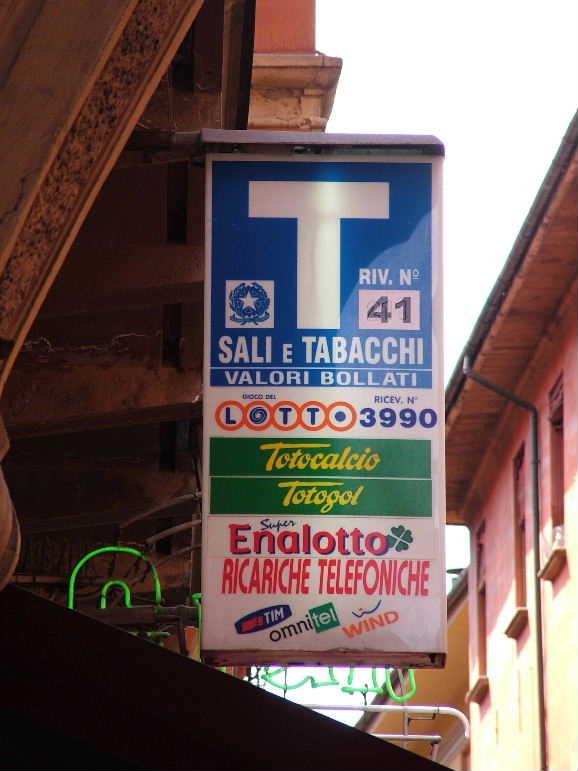 T
RIV. Nº
41
SALI E TABACCHI
VALORI BOLLATI
GIOCO DEL
RICEV. N°
LOTTO 3990
Totocalcio
Totogol
Super
Enalotto
RICARICHE TELEFONICHE
TIM
omnitel
WIND